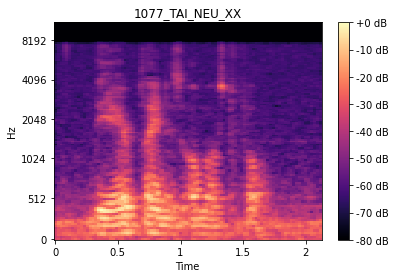 1077_TAI_NEU_XX
+0 dB
8192
-10 dB
4096
-20 dB
-30 dB
2048
-40 dB
Hz
1024
-50 dB
512
-60 dB
-70 dB
0
-80 dB
0 0.5 1 1.5 2
Time